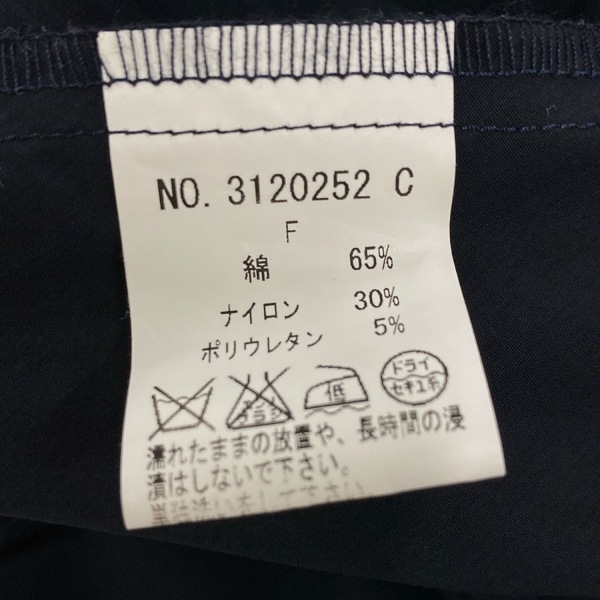 NO. 3120252 C
F
綿 65%
ナイロン 30%
ポリウレタン 5%
低 ドライ
セキユ系
濡れたままの放置や、長時間の浸
漬はしないで下さい。